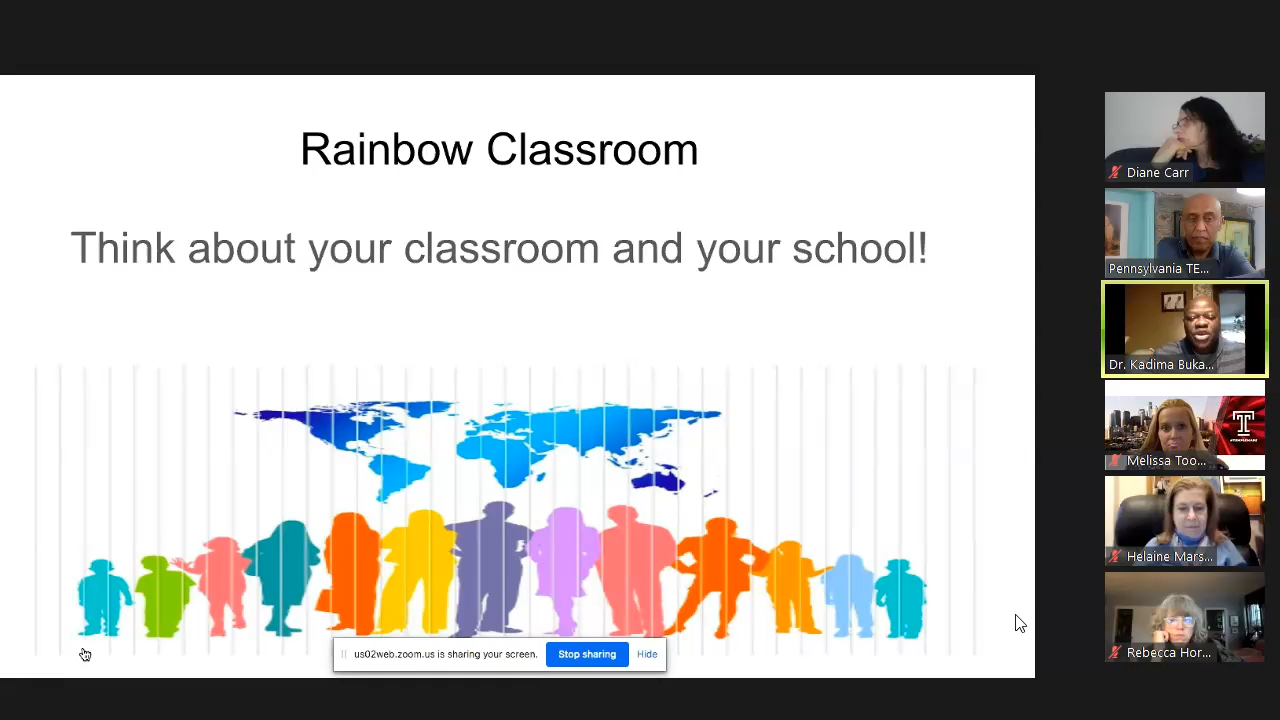 Rainbow Classroom
Think about your classroom and your school!
us02web.zoom.us is sharing your screen.
Stop sharing
Hide
Diane Carr
Pennsylvania TE...
Dr. Kadima Buka...
T
Melissa Too...
Helaine Mars...
Rebecca Hor...